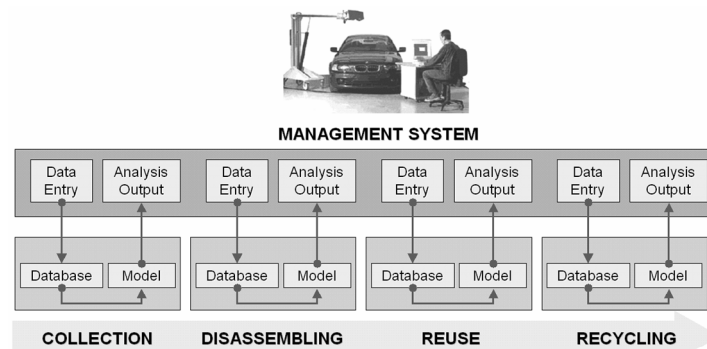 MANAGEMENT SYSTEM
Data Entry
Analysis Output
Data Entry
Analysis Output
Data Entry
Analysis Output
Data Entry
Analysis Output
Database
Model
Database
Model
Database
Model
Database
Model
COLLECTION
DISASSEMBLING
REUSE
RECYCLING